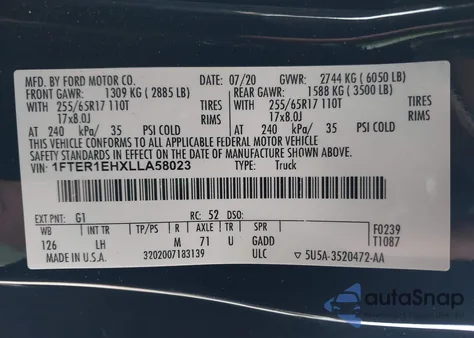 MFD. BY FORD MOTOR CO.
DATE: 07/20 GVWR: 2744 KG (6050 LB)
FRONT GAWR: 1309 KG (2885 LB) REAR GAWR: 1588 KG (3500 LB)
WITH 255/65R17 110T TIRES WITH 255/65R17 110T TIRES
17x8.0J RIMS 17x8.0J RIMS
AT 240 kPa/ 35 PSI COLD AT 240 kPa/ 35 PSI COLD
THIS VEHICLE CONFORMS TO ALL APPLICABLE FEDERAL MOTOR VEHICLE
SAFETY AND THEFT PREVENTION STANDARDS IN EFFECT ON THE DATE OF MANUFACTURE SHOWN ABOVE.
VIN: 1FTER1EHXLLA58023 TYPE: Truck
EXT PNT: G1 RC: 52 DSO:
WB INT TR TP/PS R AXLE TR SPR F0239
126 LH M 71 U GADD T1087
MADE IN U.S.A. 3202007183139 ULC 5U5A-3520472-AA
autoSnap